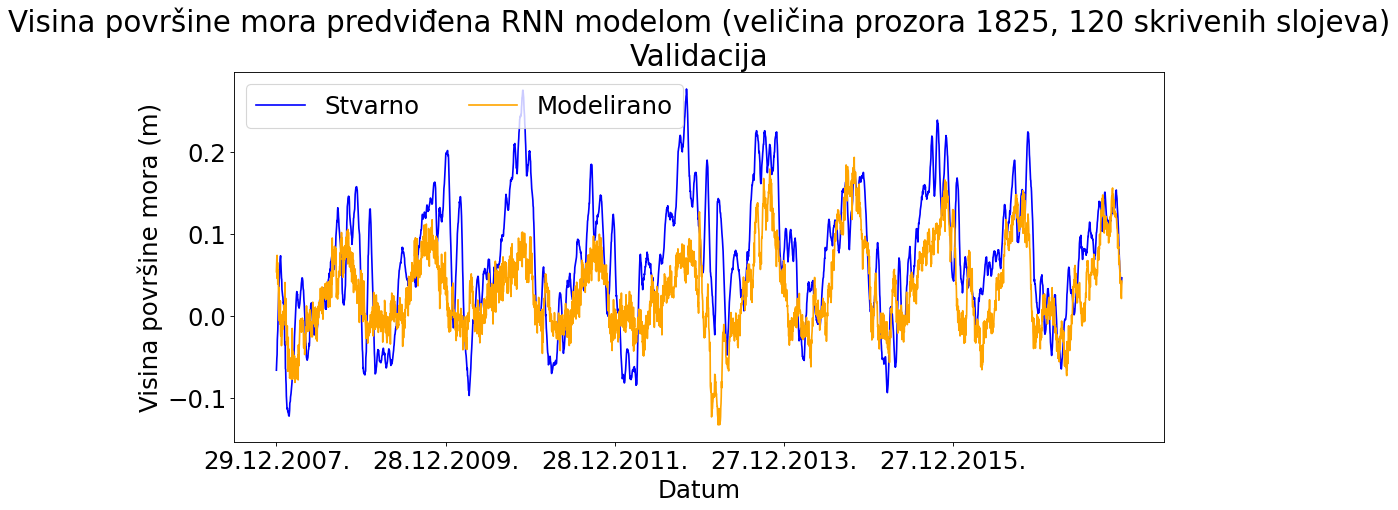 Visina površine mora predviđena RNN modelom (veličina prozora 1825, 120 skrivenih slojeva)
Validacija
Stvarno Modelirano
Visina površine mora (m)
0.2
0.1
0.0
−0.1
29.12.2007. 28.12.2009. 28.12.2011. 27.12.2013. 27.12.2015.
Datum